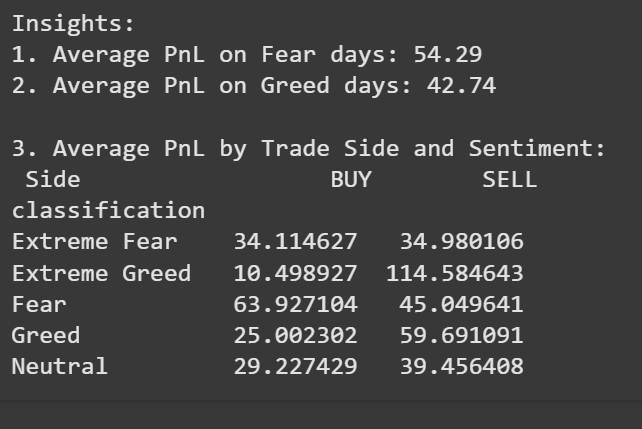 Insights:
1. Average PnL on Fear days: 54.29
2. Average PnL on Greed days: 42.74
3. Average PnL by Trade Side and Sentiment:
Side BUY SELL
classification
Extreme Fear 34.114627 34.980106
Extreme Greed 10.498927 114.584643
Fear 63.927104 45.049641
Greed 25.002302 59.691091
Neutral 29.227429 39.456408